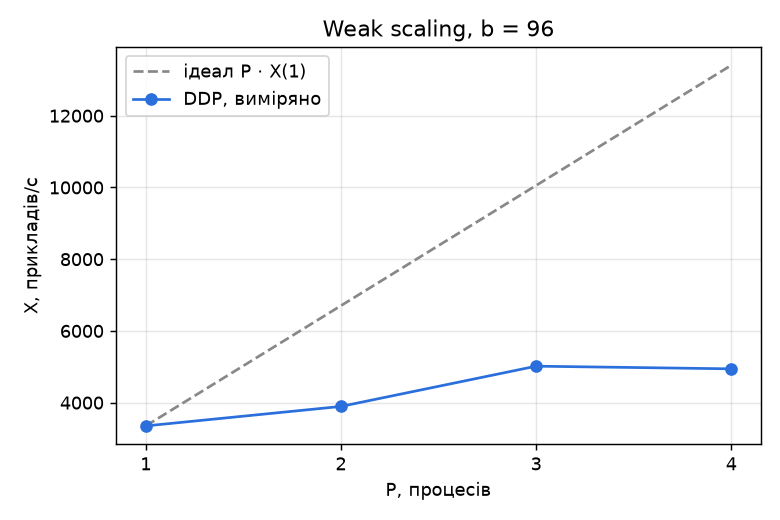 Weak scaling, b = 96
ідеал P · X(1)
DDP, виміряно
X, прикладів/с
12000
10000
8000
6000
4000
1
2
3
4
P, процесів